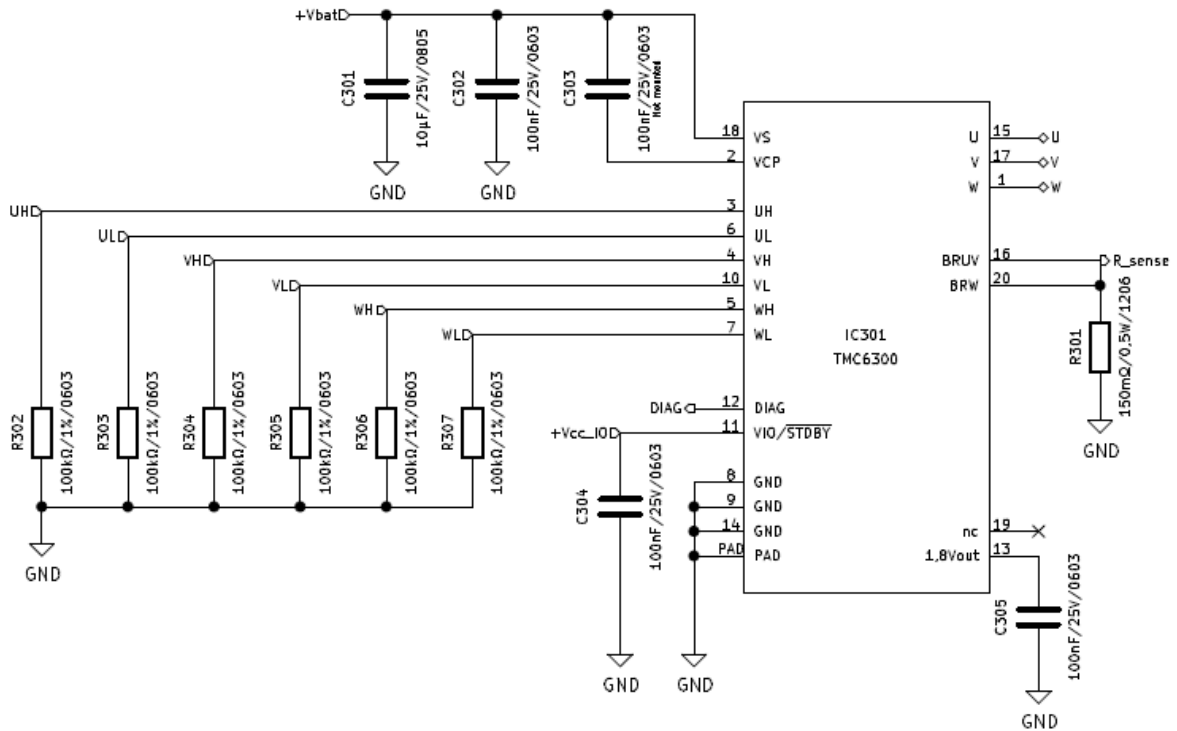 +Vbat
C301
10µF/25V/0805
C302
100nF/25V/0603
C303
100nF/25V/0603
Not mounted
GND
GND
18 VS
2 VCP
3 UH
6 UL
4 VH
10 VL
5 WH
7 WL
UH
UL
VH
VL
WH
WL
U 15 U
V 17 V
W 1 W
BRUV 16 R_sense
BRW 20
IC301
TMC6300
R301
150mΩ/0,5W/1206
GND
R302
100kΩ/1%/0603
R303
100kΩ/1%/0603
R304
100kΩ/1%/0603
R305
100kΩ/1%/0603
R306
100kΩ/1%/0603
R307
100kΩ/1%/0603
GND
DIAG 12 DIAG
+Vcc_IO 11 VIO/STDBY
C304
100nF/25V/0603
8 GND
9 GND
14 GND
PAD PAD
nc 19
1,8Vout 13
C305
100nF/25V/0603
GND
GND
GND